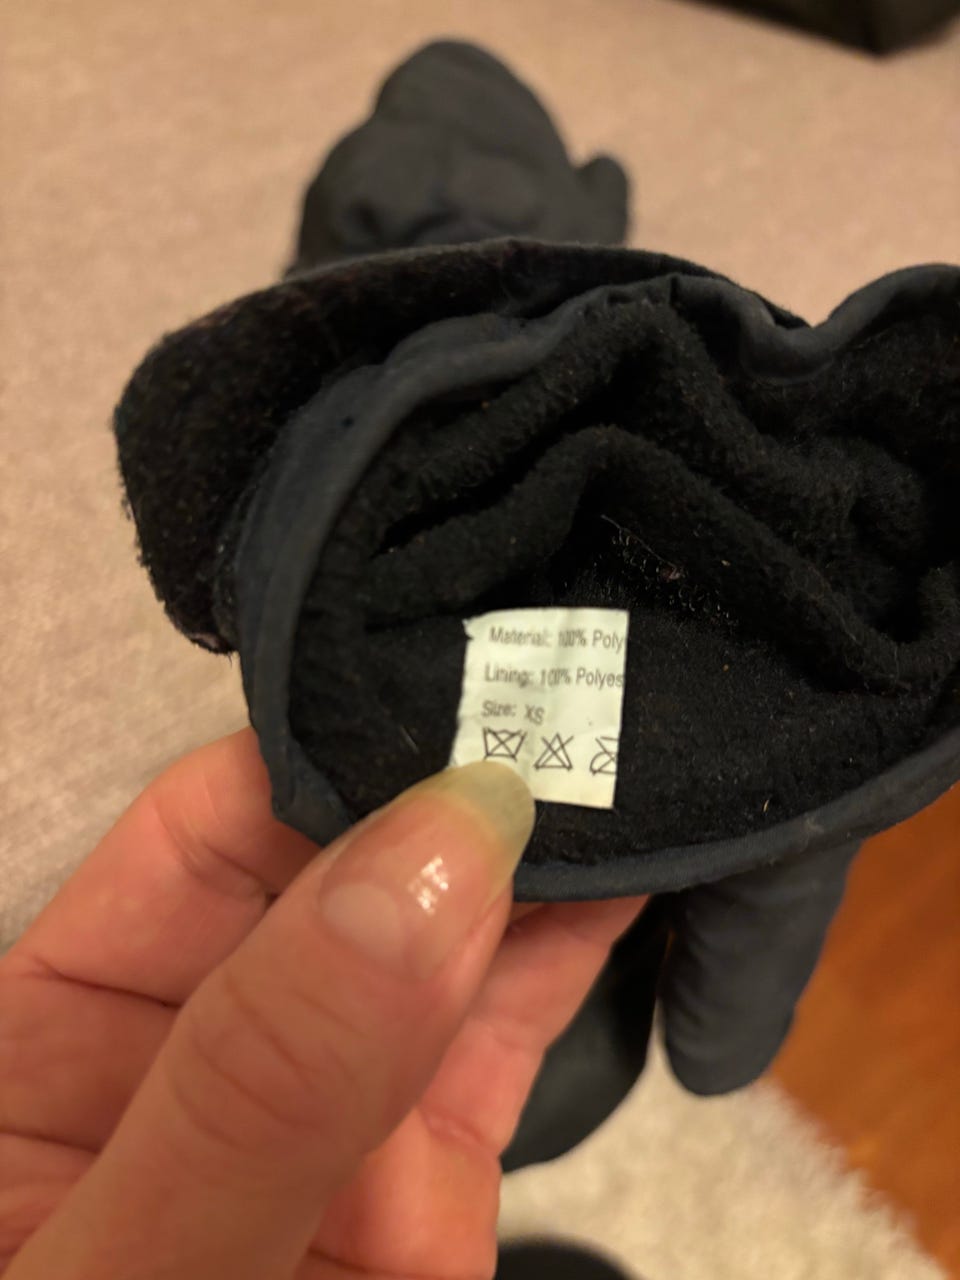 Material: 100% Poly
Lining: 100% Polyes
Size: XS